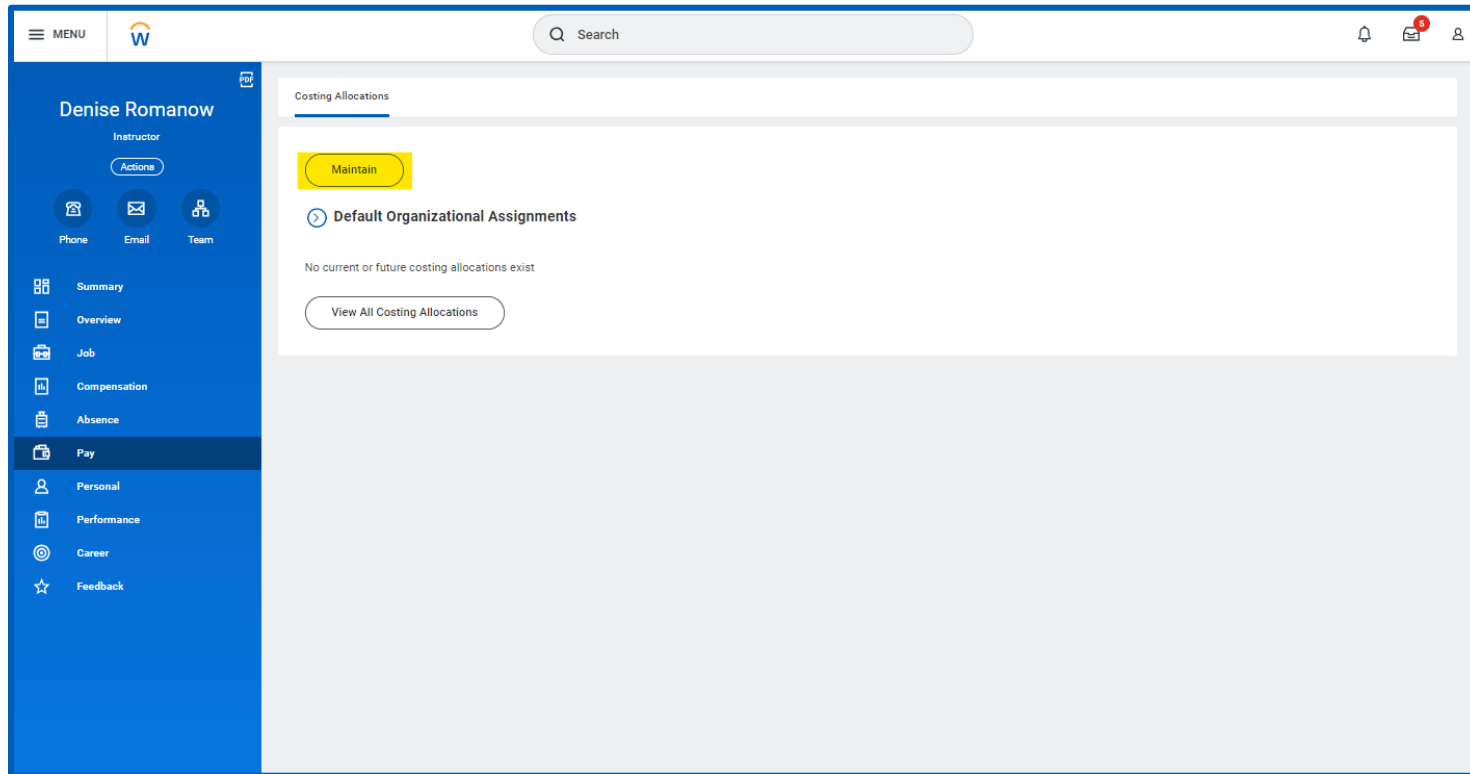 MENU
W
Search
5
PDF
Denise Romanow
Instructor
Actions
Phone Email Team
Summary
Overview
Job
Compensation
Absence
Pay
Personal
Performance
Career
Feedback
Costing Allocations
Maintain
Default Organizational Assignments
No current or future costing allocations exist
View All Costing Allocations